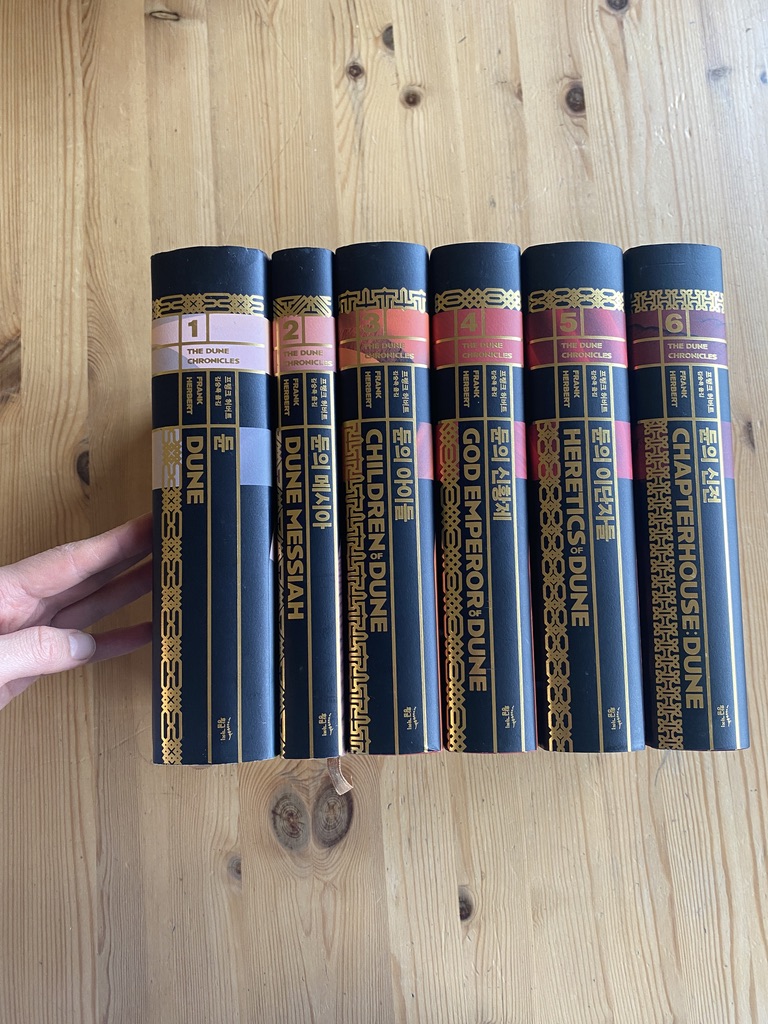 1
THE DUNE
CHRONICLES
프랭크 허버트
김승욱 옮김
FRANK
HERBERT
듄
DUNE
2
THE DUNE
CHRONICLES
프랭크 허버트
김승욱 옮김
FRANK
HERBERT
듄의 메시아
DUNE MESSIAH
3
THE DUNE
CHRONICLES
프랭크 허버트
김승욱 옮김
FRANK
HERBERT
듄의 아이들
CHILDREN OF DUNE
4
THE DUNE
CHRONICLES
프랭크 허버트
김승욱 옮김
FRANK
HERBERT
듄의 신황제
GOD EMPEROR OF DUNE
5
THE DUNE
CHRONICLES
프랭크 허버트
김승욱 옮김
FRANK
HERBERT
듄의 이단자들
HERETICS OF DUNE
6
THE DUNE
CHRONICLES
프랭크 허버트
김승욱 옮김
FRANK
HERBERT
듄의 신전
CHAPTERHOUSE: DUNE